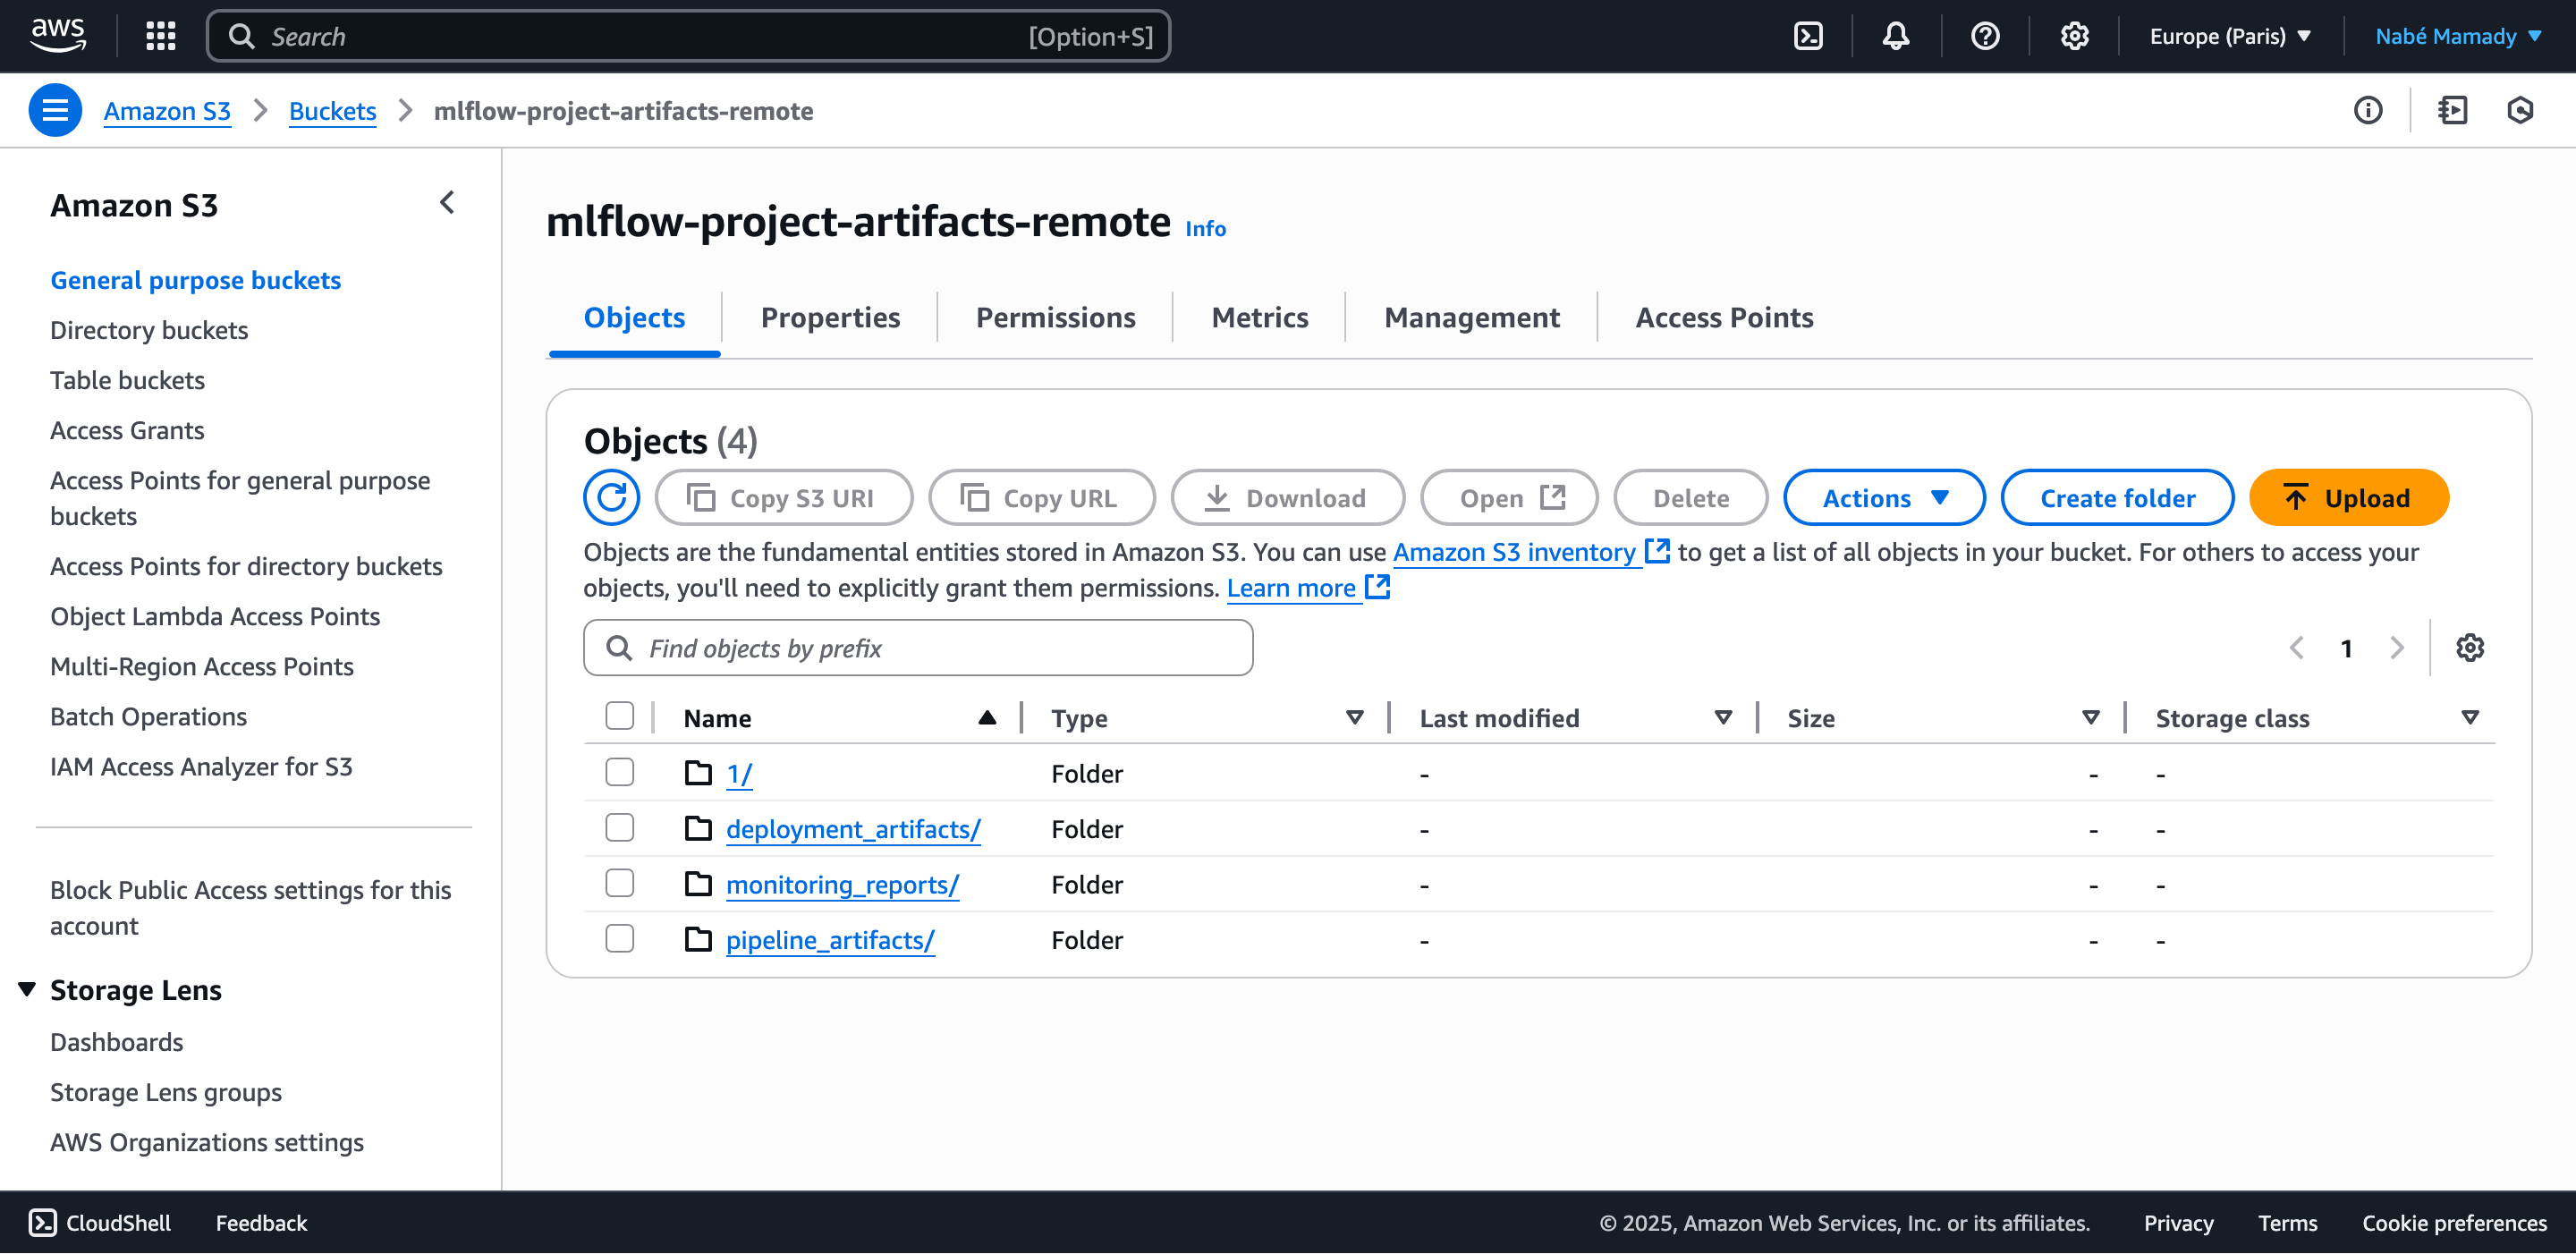 aws
Search
[Option+S]
Europe (Paris)
Nabé Mamady
Amazon S3
Buckets
mlflow-project-artifacts-remote
Amazon S3
General purpose buckets
Directory buckets
Table buckets
Access Grants
Access Points for general purpose
buckets
Access Points for directory buckets
Object Lambda Access Points
Multi-Region Access Points
Batch Operations
IAM Access Analyzer for S3
Block Public Access settings for this
account
Storage Lens
Dashboards
Storage Lens groups
AWS Organizations settings
mlflow-project-artifacts-remote Info
Objects
Properties
Permissions
Metrics
Management
Access Points
Objects (4)
Copy S3 URI
Copy URL
Download
Open
Delete
Actions
Create folder
Upload
Objects are the fundamental entities stored in Amazon S3. You can use Amazon S3 inventory to get a list of all objects in your bucket. For others to access your
objects, you'll need to explicitly grant them permissions. Learn more
Find objects by prefix
1
Name Type Last modified Size Storage class
1/ Folder - - -
deployment_artifacts/ Folder - - -
monitoring_reports/ Folder - - -
pipeline_artifacts/ Folder - - -
CloudShell
Feedback
© 2025, Amazon Web Services, Inc. or its affiliates.
Privacy
Terms
Cookie preferences